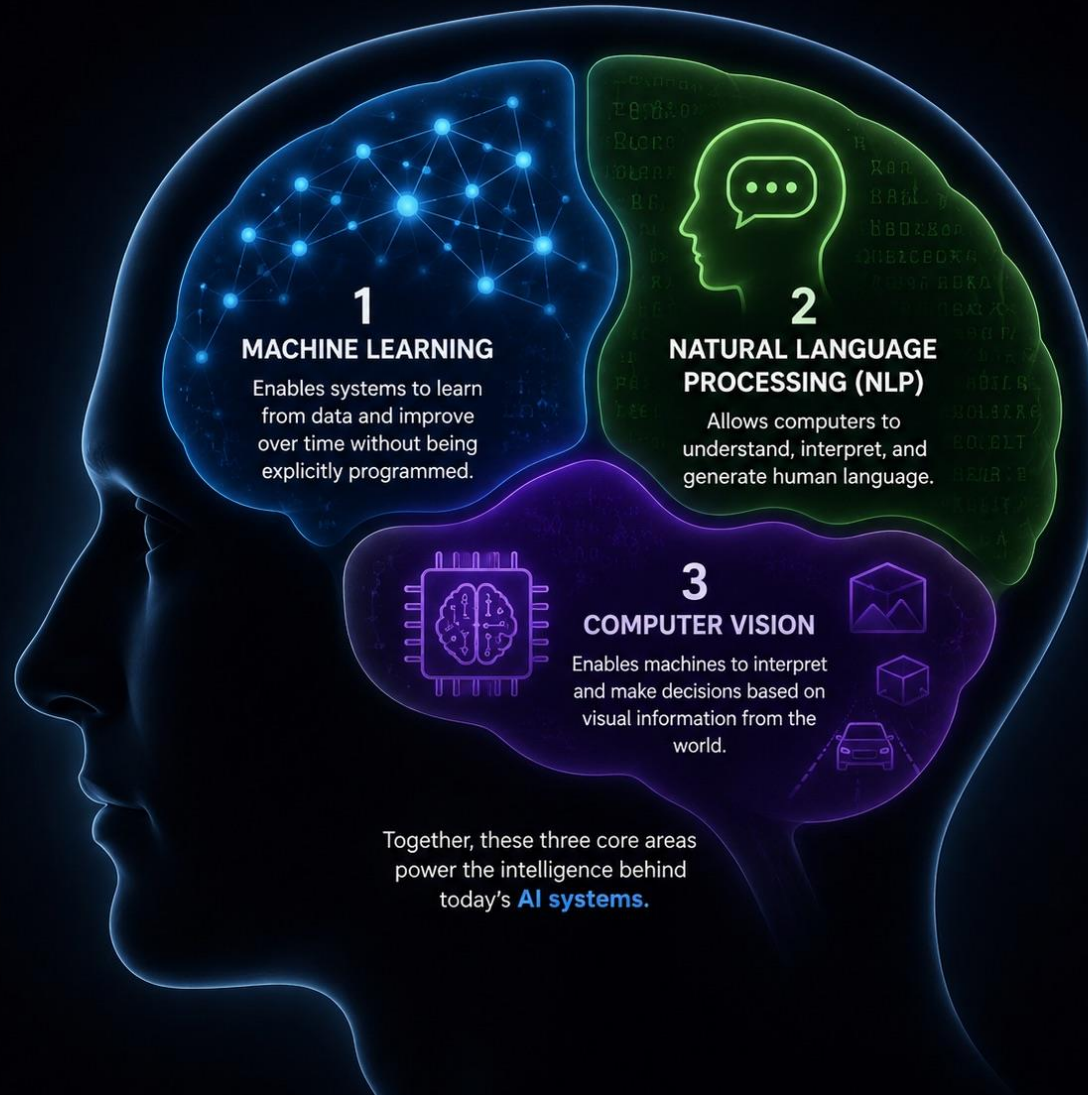 1
MACHINE LEARNING
Enables systems to learn
from data and improve
over time without being
explicitly programmed.
2
NATURAL LANGUAGE
PROCESSING (NLP)
Allows computers to
understand, interpret, and
generate human language.
3
COMPUTER VISION
Enables machines to interpret
and make decisions based on
visual information from the
world.
Together, these three core areas
power the intelligence behind
today's AI systems.